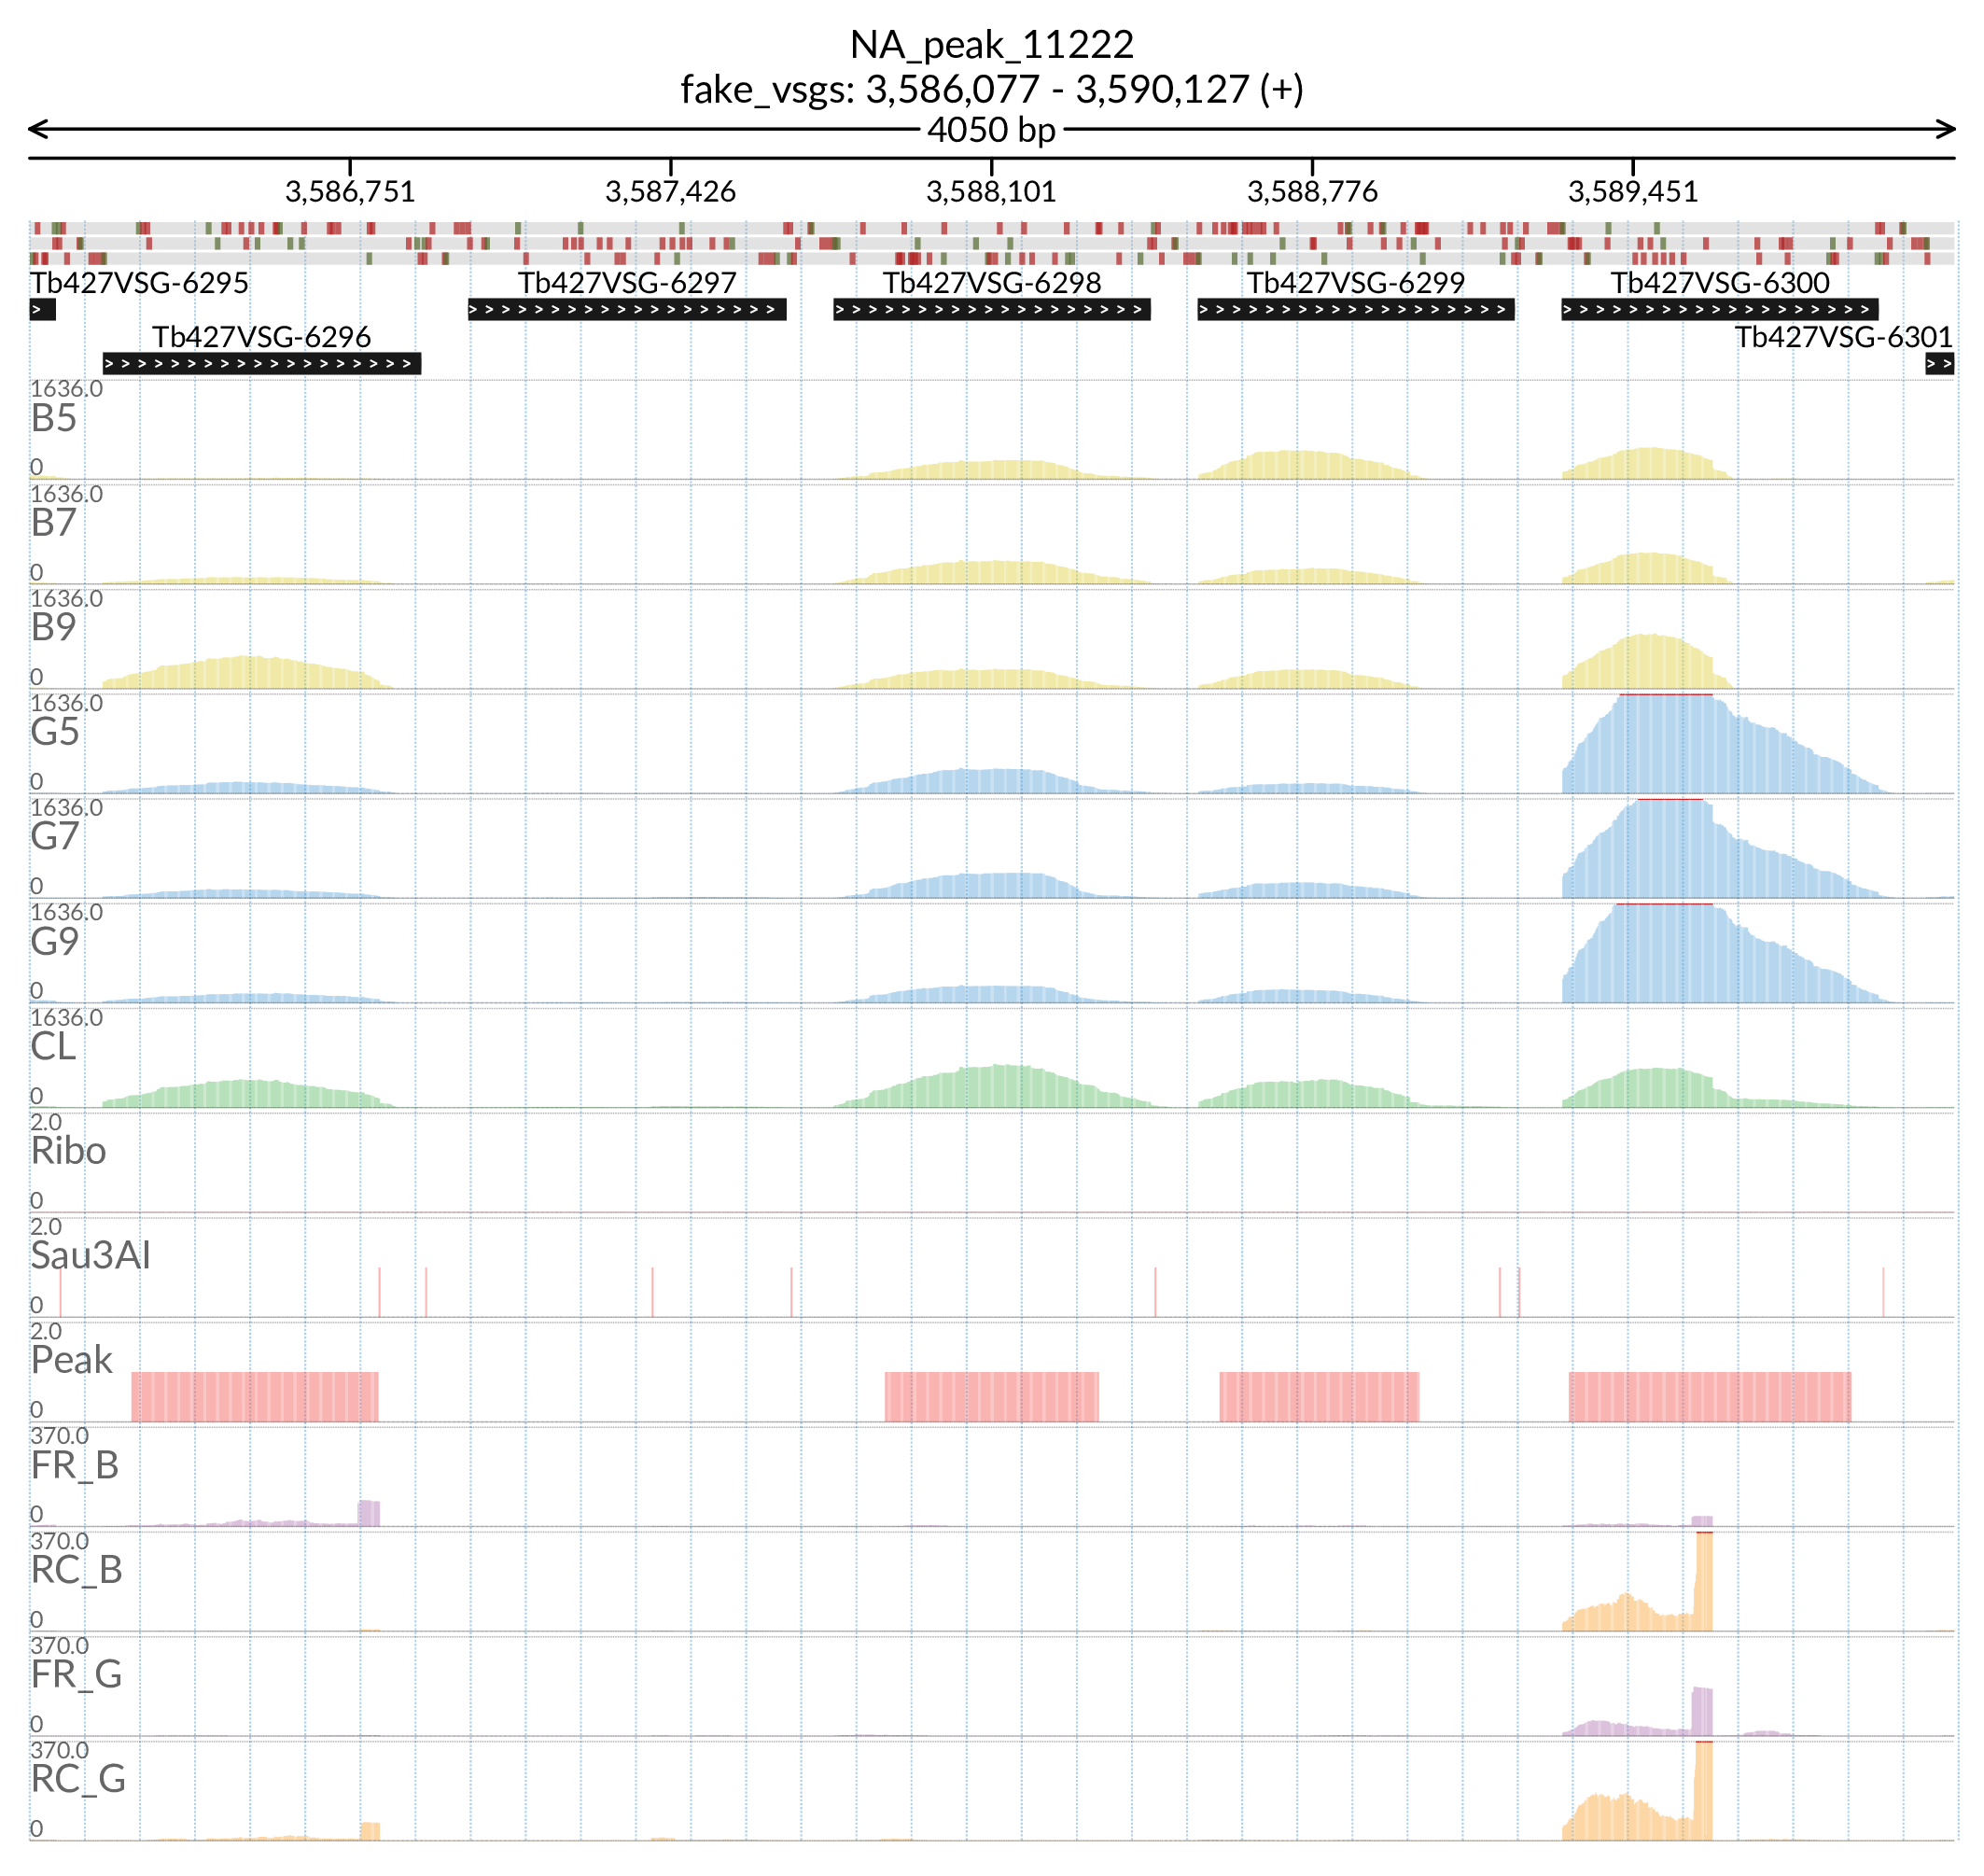 NA_peak_11222
fake_vsgs: 3,586,077 - 3,590,127 (+)
4050 bp
3,586,751 3,587,426 3,588,101 3,588,776 3,589,451
Tb427VSG-6295 Tb427VSG-6297 Tb427VSG-6298 Tb427VSG-6299 Tb427VSG-6300
Tb427VSG-6296 Tb427VSG-6301
1636.0
B5
0
1636.0
B7
0
1636.0
B9
0
1636.0
G5
0
1636.0
G7
0
1636.0
G9
0
1636.0
CL
0
2.0
Ribo
0
2.0
Sau3AI
0
2.0
Peak
0
370.0
FR_B
0
370.0
RC_B
0
370.0
FR_G
0
370.0
RC_G
0